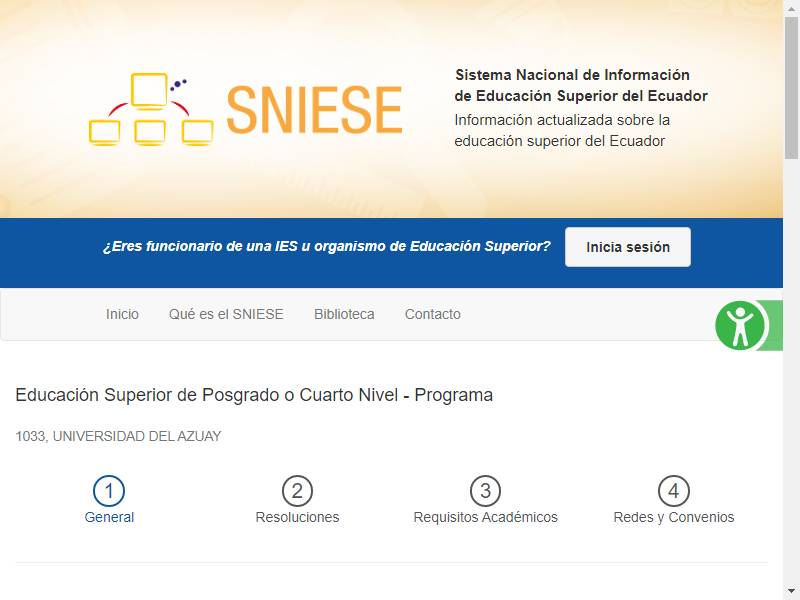 SNIESE
Sistema Nacional de Información
de Educación Superior del Ecuador
Información actualizada sobre la
educación superior del Ecuador
¿Eres funcionario de una IES u organismo de Educación Superior?
Inicia sesión
Inicio
Qué es el SNIESE
Biblioteca
Contacto
Educación Superior de Posgrado o Cuarto Nivel - Programa
1033, UNIVERSIDAD DEL AZUAY
1
General
2
Resoluciones
3
Requisitos Académicos
4
Redes y Convenios